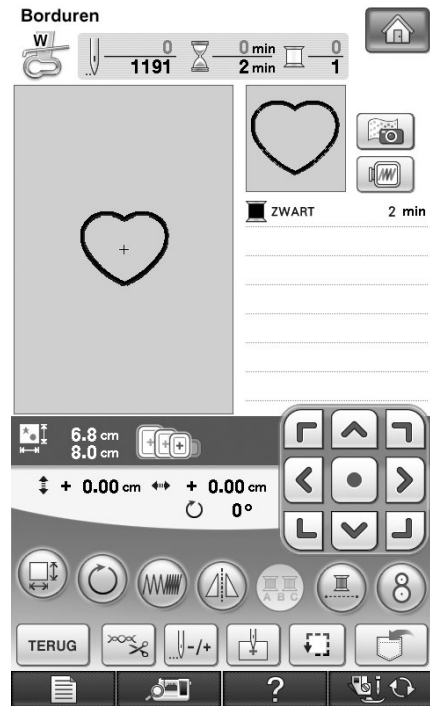 Borduren
W
0 0 min 0
1191 2 min 1
ZWART 2 min
6.8 cm
8.0 cm
+ 0.00 cm + 0.00 cm
0°
A B C
8
TERUG
-/+
?